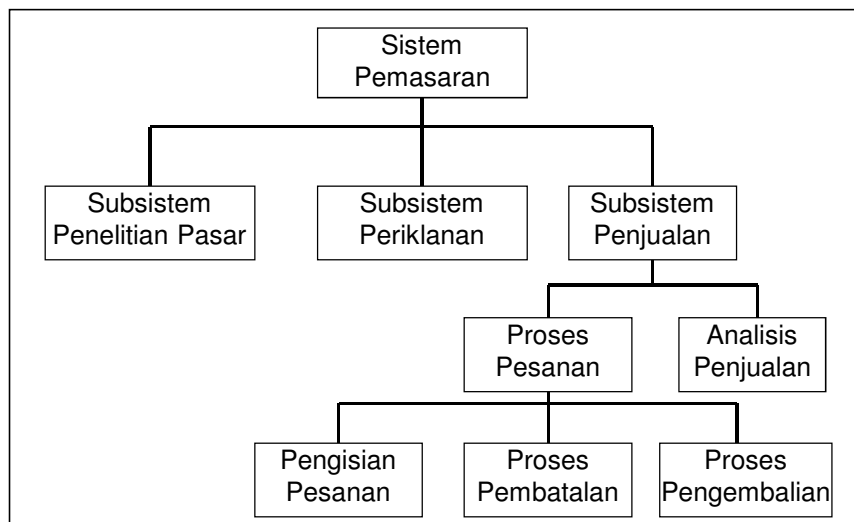 Sistem
Pemasaran
Subsistem
Penelitian Pasar
Subsistem
Periklanan
Subsistem
Penjualan
Proses
Pesanan
Analisis
Penjualan
Pengisian
Pesanan
Proses
Pembatalan
Proses
Pengembalian